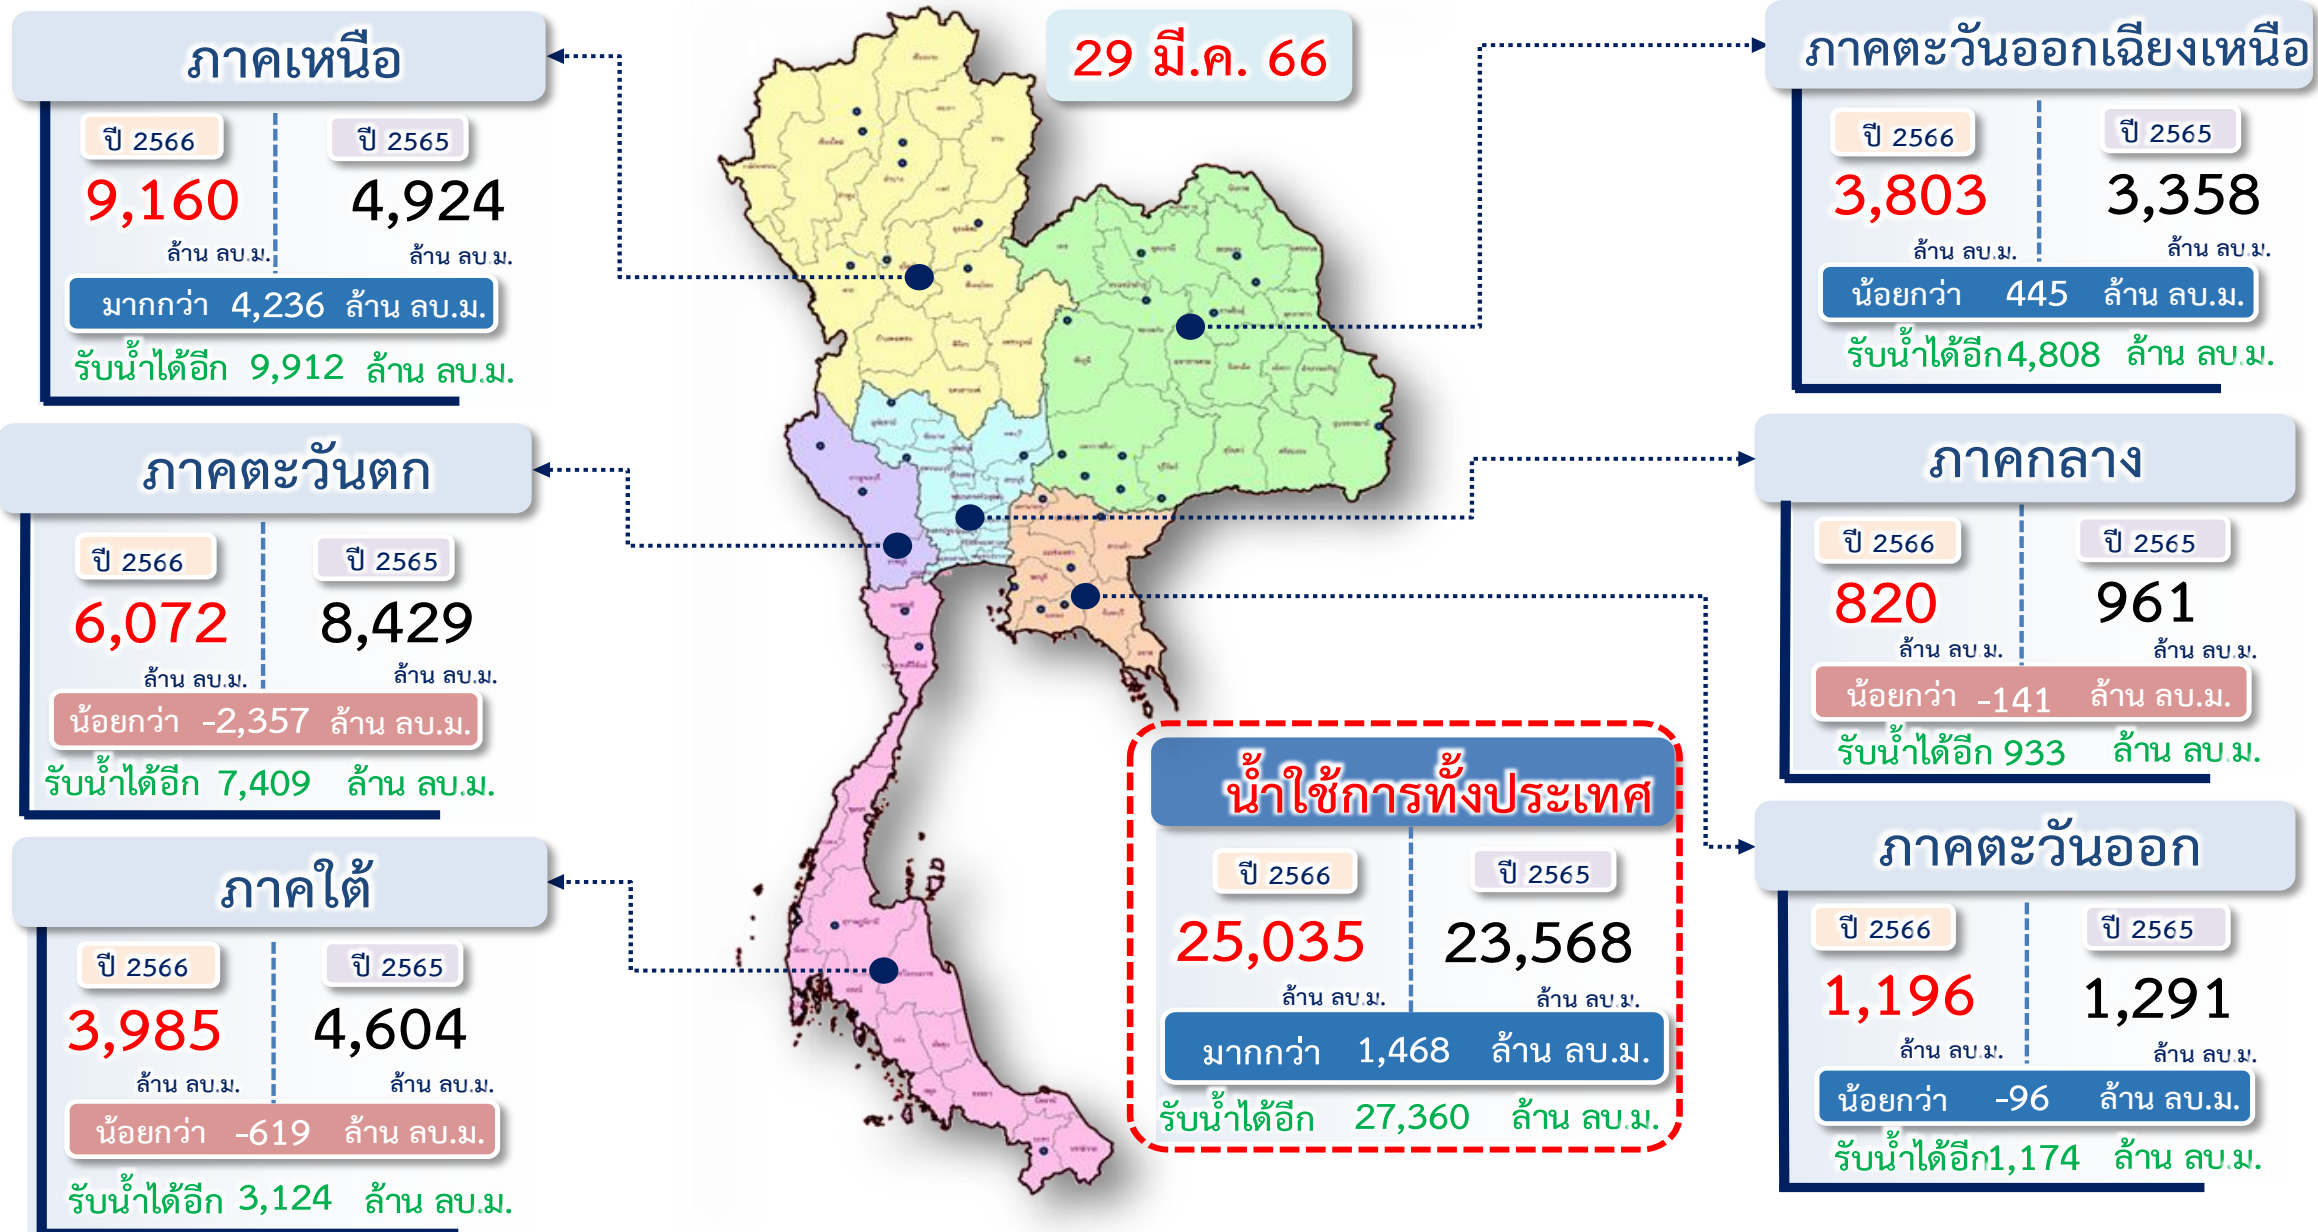 29 มี.ค. 66
ภาคเหนือ
ปี 2566 ปี 2565
9,160 4,924
ล้าน ลบ.ม. ล้าน ลบ.ม.
มากกว่า 4,236 ล้าน ลบ.ม.
รับน้ำได้อีก 9,912 ล้าน ลบ.ม.
ภาคตะวันตก
ปี 2566 ปี 2565
6,072 8,429
ล้าน ลบ.ม. ล้าน ลบ.ม.
น้อยกว่า -2,357 ล้าน ลบ.ม.
รับน้ำได้อีก 7,409 ล้าน ลบ.ม.
ภาคใต้
ปี 2566 ปี 2565
3,985 4,604
ล้าน ลบ.ม. ล้าน ลบ.ม.
น้อยกว่า -619 ล้าน ลบ.ม.
รับน้ำได้อีก 3,124 ล้าน ลบ.ม.
น้ำใช้การทั้งประเทศ
ปี 2566 ปี 2565
25,035 23,568
ล้าน ลบ.ม. ล้าน ลบ.ม.
มากกว่า 1,468 ล้าน ลบ.ม.
รับน้ำได้อีก 27,360 ล้าน ลบ.ม.
ภาคตะวันออกเฉียงเหนือ
ปี 2566 ปี 2565
3,803 3,358
ล้าน ลบ.ม. ล้าน ลบ.ม.
น้อยกว่า 445 ล้าน ลบ.ม.
รับน้ำได้อีก 4,808 ล้าน ลบ.ม.
ภาคกลาง
ปี 2566 ปี 2565
820 961
ล้าน ลบ.ม. ล้าน ลบ.ม.
น้อยกว่า -141 ล้าน ลบ.ม.
รับน้ำได้อีก 933 ล้าน ลบ.ม.
ภาคตะวันออก
ปี 2566 ปี 2565
1,196 1,291
ล้าน ลบ.ม. ล้าน ลบ.ม.
น้อยกว่า -96 ล้าน ลบ.ม.
รับน้ำได้อีก 1,174 ล้าน ลบ.ม.